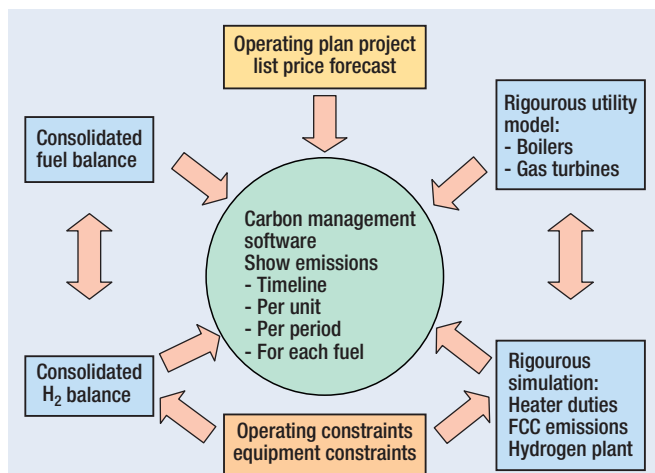 Operating plan project
list price forecast
Consolidated
fuel balance
Rigourous utility
model:
- Boilers
- Gas turbines
Carbon management
software
Show emissions
- Timeline
- Per unit
- Per period
- For each fuel
Consolidated
H₂ balance
Operating constraints
equipment constraints
Rigourous
simulation:
Heater duties
FCC emissions
Hydrogen plant